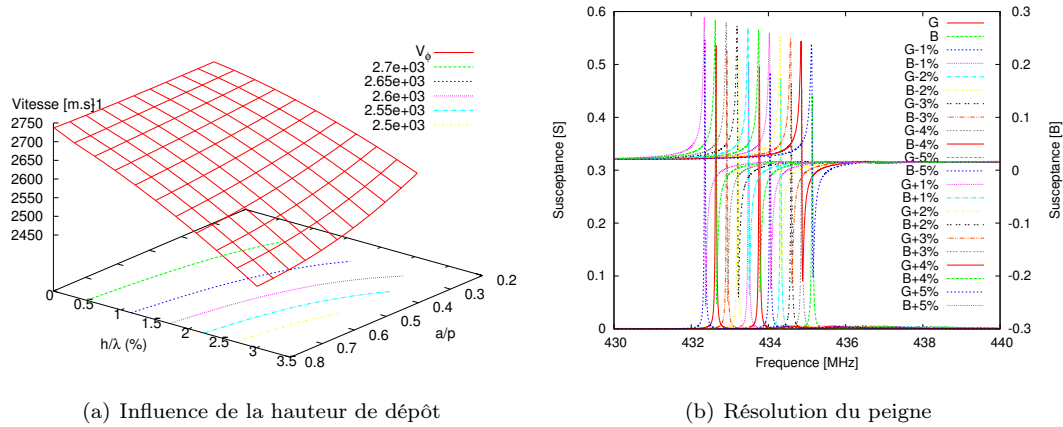 V_ϕ
2.7e+03
2.65e+03
2.6e+03
2.55e+03
2.5e+03
Vitesse [m.s]-1
2750
2700
2650
2600
2550
2500
2450
0
0.5
1
1.5
2
2.5
3
3.5
h/λ (%)
0.8
0.7
0.6
0.5
0.4
0.3
0.2
a/p
(a) Influence de la hauteur de dépôt
0.6
0.5
0.4
0.3
0.2
0.1
0
Susceptance [S]
430
432
434
436
438
440
Frequence [MHz]
0.3
0.2
0.1
0
-0.1
-0.2
-0.3
Susceptance [B]
G
B
G-1%
B-1%
G-2%
B-2%
G-3%
B-3%
G-4%
B-4%
G-5%
B-5%
G+1%
B+1%
G+2%
B+2%
G+3%
B+3%
G+4%
B+4%
G+5%
B+5%
(b) Résolution du peigne